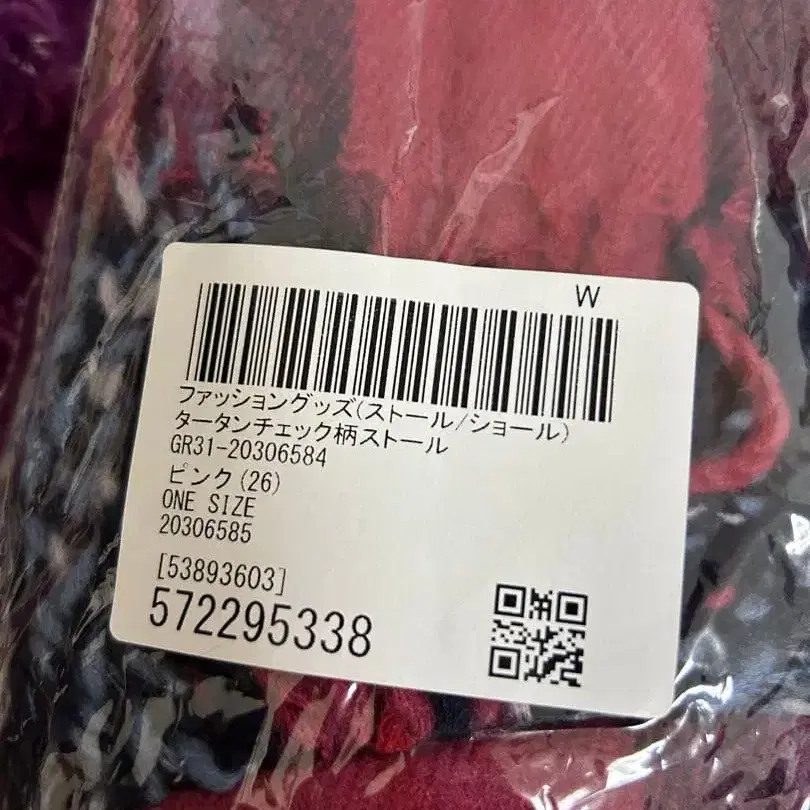 W
ファッショングッズ(ストール/ショール)
タータンチェック柄ストール
GR31-20306584
ピンク(26)
ONE SIZE
20306585
[53893603]
572295338